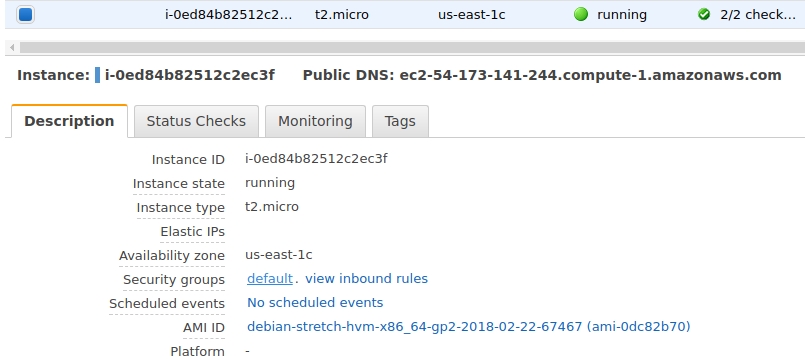 i-0ed84b82512c2... t2.micro us-east-1c running 2/2 check...
Instance: i-0ed84b82512c2ec3f Public DNS: ec2-54-173-141-244.compute-1.amazonaws.com
Description Status Checks Monitoring Tags
Instance ID i-0ed84b82512c2ec3f
Instance state running
Instance type t2.micro
Elastic IPs
Availability zone us-east-1c
Security groups default. view inbound rules
Scheduled events No scheduled events
AMI ID debian-stretch-hvm-x86_64-gp2-2018-02-22-67467 (ami-0dc82b70)
Platform -